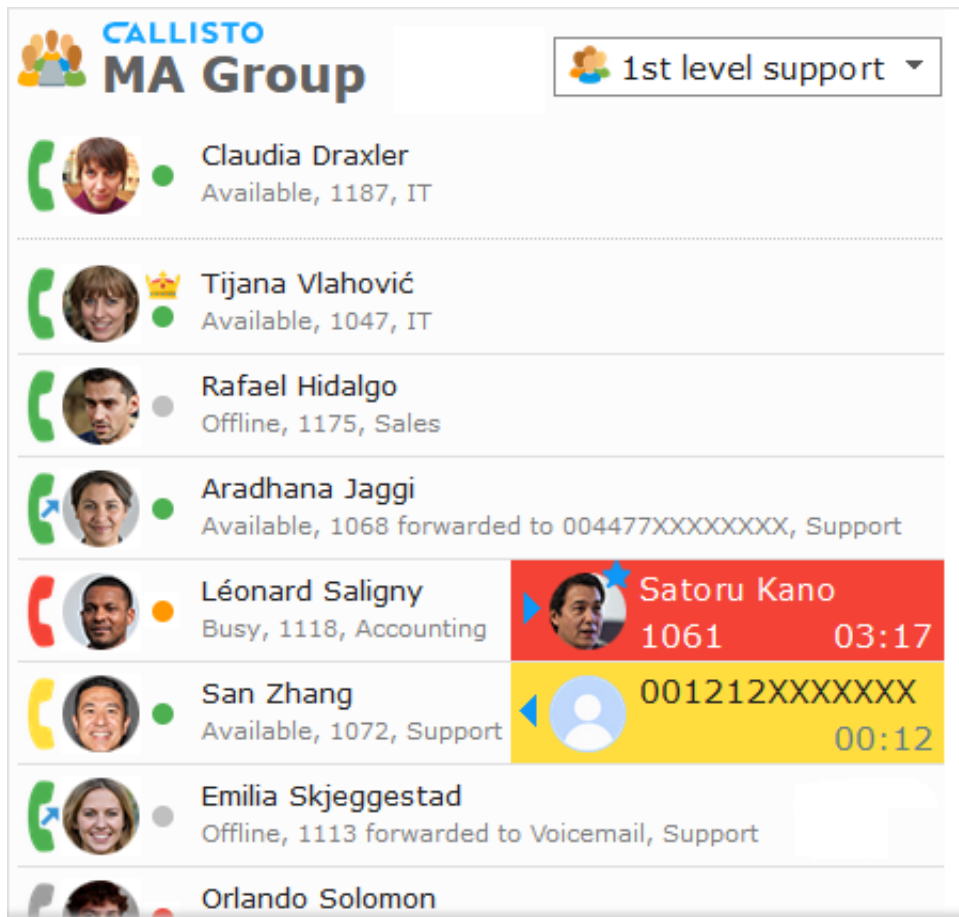 CALLISTO
MA Group
1st level support
Claudia Draxler
Available, 1187, IT
Tijana Vlahović
Available, 1047, IT
Rafael Hidalgo
Offline, 1175, Sales
Aradhana Jaggi
Available, 1068 forwarded to 004477XXXXXXXX, Support
Léonard Saligny
Busy, 1118, Accounting
Satoru Kano
1061 03:17
San Zhang
Available, 1072, Support
001212XXXXXXX
00:12
Emilia Skjeggestad
Offline, 1113 forwarded to Voicemail, Support
Orlando Solomon